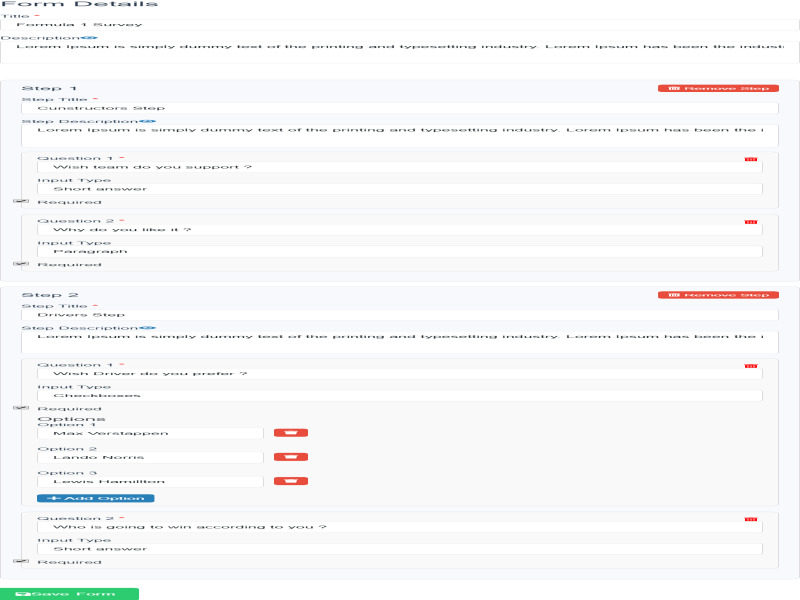 Form Details
Title *
Formula 1 Survey
Description
Lorem Ipsum is simply dummy text of the printing and typesetting industry. Lorem Ipsum has been the indust
Step 1
Remove Step
Step Title *
Cunstructors Step
Step Description
Lorem Ipsum is simply dummy text of the printing and typesetting industry. Lorem Ipsum has been the i
Question 1 *
Wish team do you support ?
Input Type
Short answer
Required
Question 2 *
Why do you like it ?
Input Type
Paragraph
Required
Step 2
Remove Step
Step Title *
Drivers Step
Step Description
Lorem Ipsum is simply dummy text of the printing and typesetting industry. Lorem Ipsum has been the i
Question 1 *
Wish Driver do you prefer ?
Input Type
Checkboxes
Required
Options
Option 1
Max Verstappen
Option 2
Lando Norris
Option 3
Lewis Hamillton
Add Option
Question 2 *
Who is going to win according to you ?
Input Type
Short answer
Required
Save Form